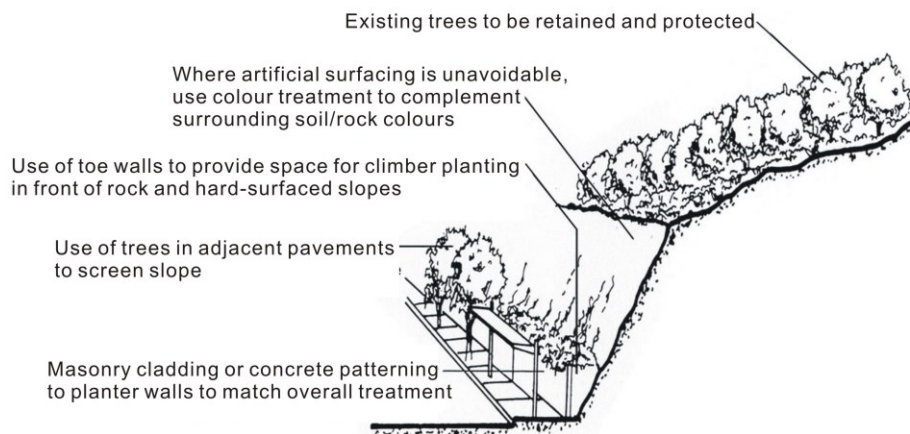 Existing trees to be retained and protected
Where artificial surfacing is unavoidable,
use colour treatment to complement
surrounding soil/rock colours
Use of toe walls to provide space for climber planting
in front of rock and hard-surfaced slopes
Use of trees in adjacent pavements
to screen slope
Masonry cladding or concrete patterning
to planter walls to match overall treatment